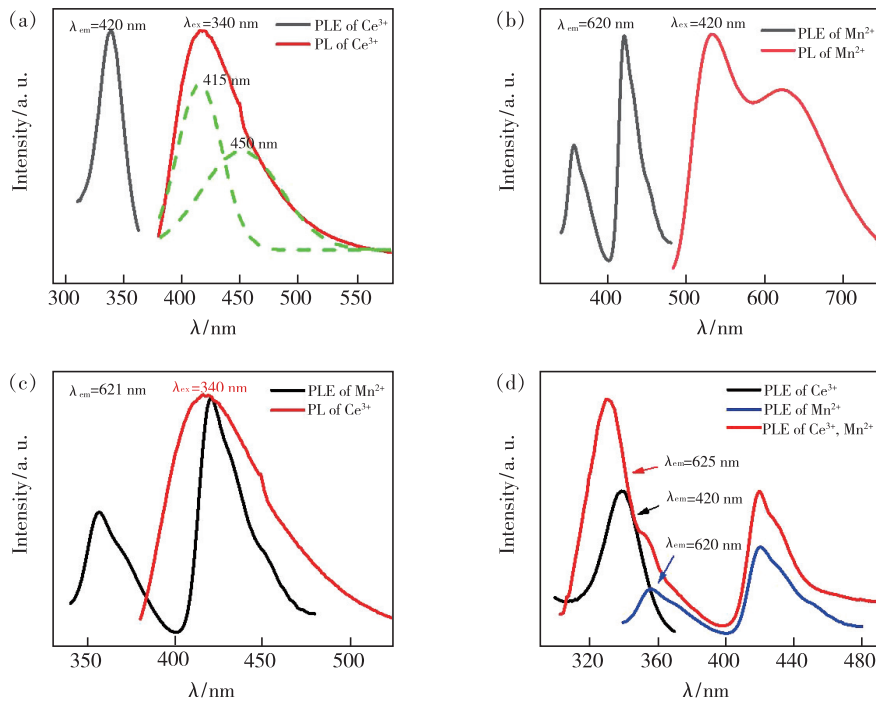 (a)
λem=420 nm
λex=340 nm
PLE of Ce³⁺
PL of Ce³⁺
415 nm
450 nm
Intensity/a. u.
300 350 400 450 500 550
λ/nm
(b)
λem=620 nm
λex=420 nm
PLE of Mn²⁺
PL of Mn²⁺
Intensity/a. u.
400 500 600 700
λ/nm
(c)
λem=621 nm
λex=340 nm
PLE of Mn²⁺
PL of Ce³⁺
Intensity/a. u.
350 400 450 500
λ/nm
(d)
PLE of Ce³⁺
PLE of Mn²⁺
PLE of Ce³⁺, Mn²⁺
λem=625 nm
λem=420 nm
λem=620 nm
Intensity/a. u.
320 360 400 440 480
λ/nm